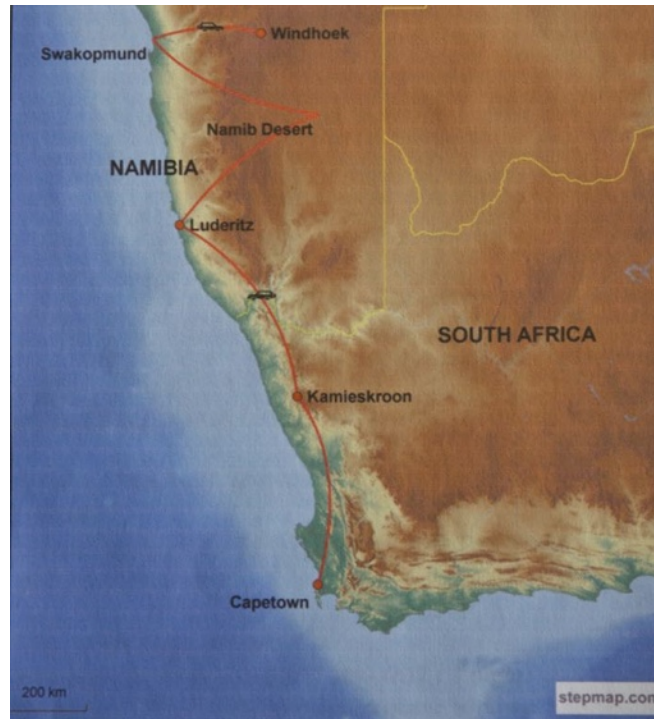 Windhoek
Swakopmund
Namib Desert
NAMIBIA
Luderitz
SOUTH AFRICA
Kamieskroon
Capetown
200 km
stepmap.com